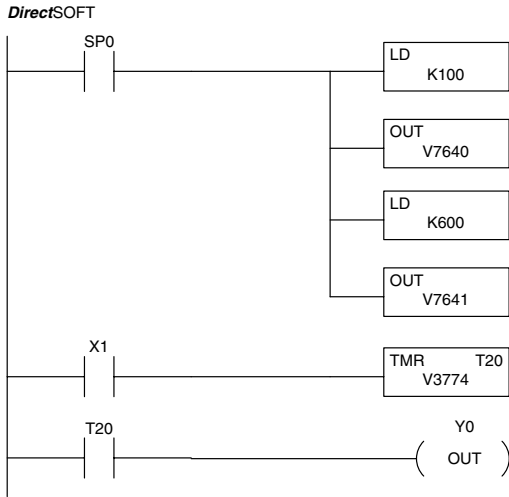 DirectSOFT
SP0
LD
K100
OUT
V7640
LD
K600
OUT
V7641
X1
TMR T20
V3774
T20
Y0
OUT